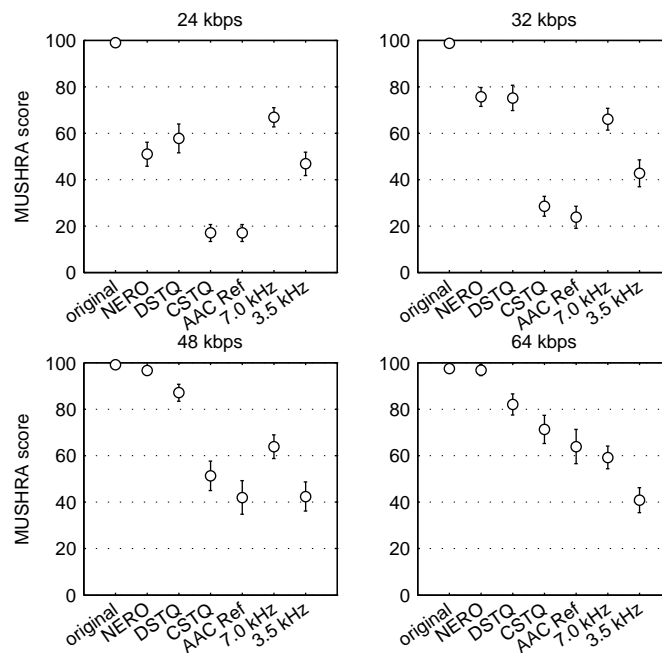 24 kbps
100
80
60
40
20
0
MUSHRA score
original
NERO
DSTQ
CSTQ
AAC Ref
7.0 kHz
3.5 kHz
32 kbps
100
80
60
40
20
0
MUSHRA score
original
NERO
DSTQ
CSTQ
AAC Ref
7.0 kHz
3.5 kHz
48 kbps
100
80
60
40
20
0
MUSHRA score
original
NERO
DSTQ
CSTQ
AAC Ref
7.0 kHz
3.5 kHz
64 kbps
100
80
60
40
20
0
MUSHRA score
original
NERO
DSTQ
CSTQ
AAC Ref
7.0 kHz
3.5 kHz